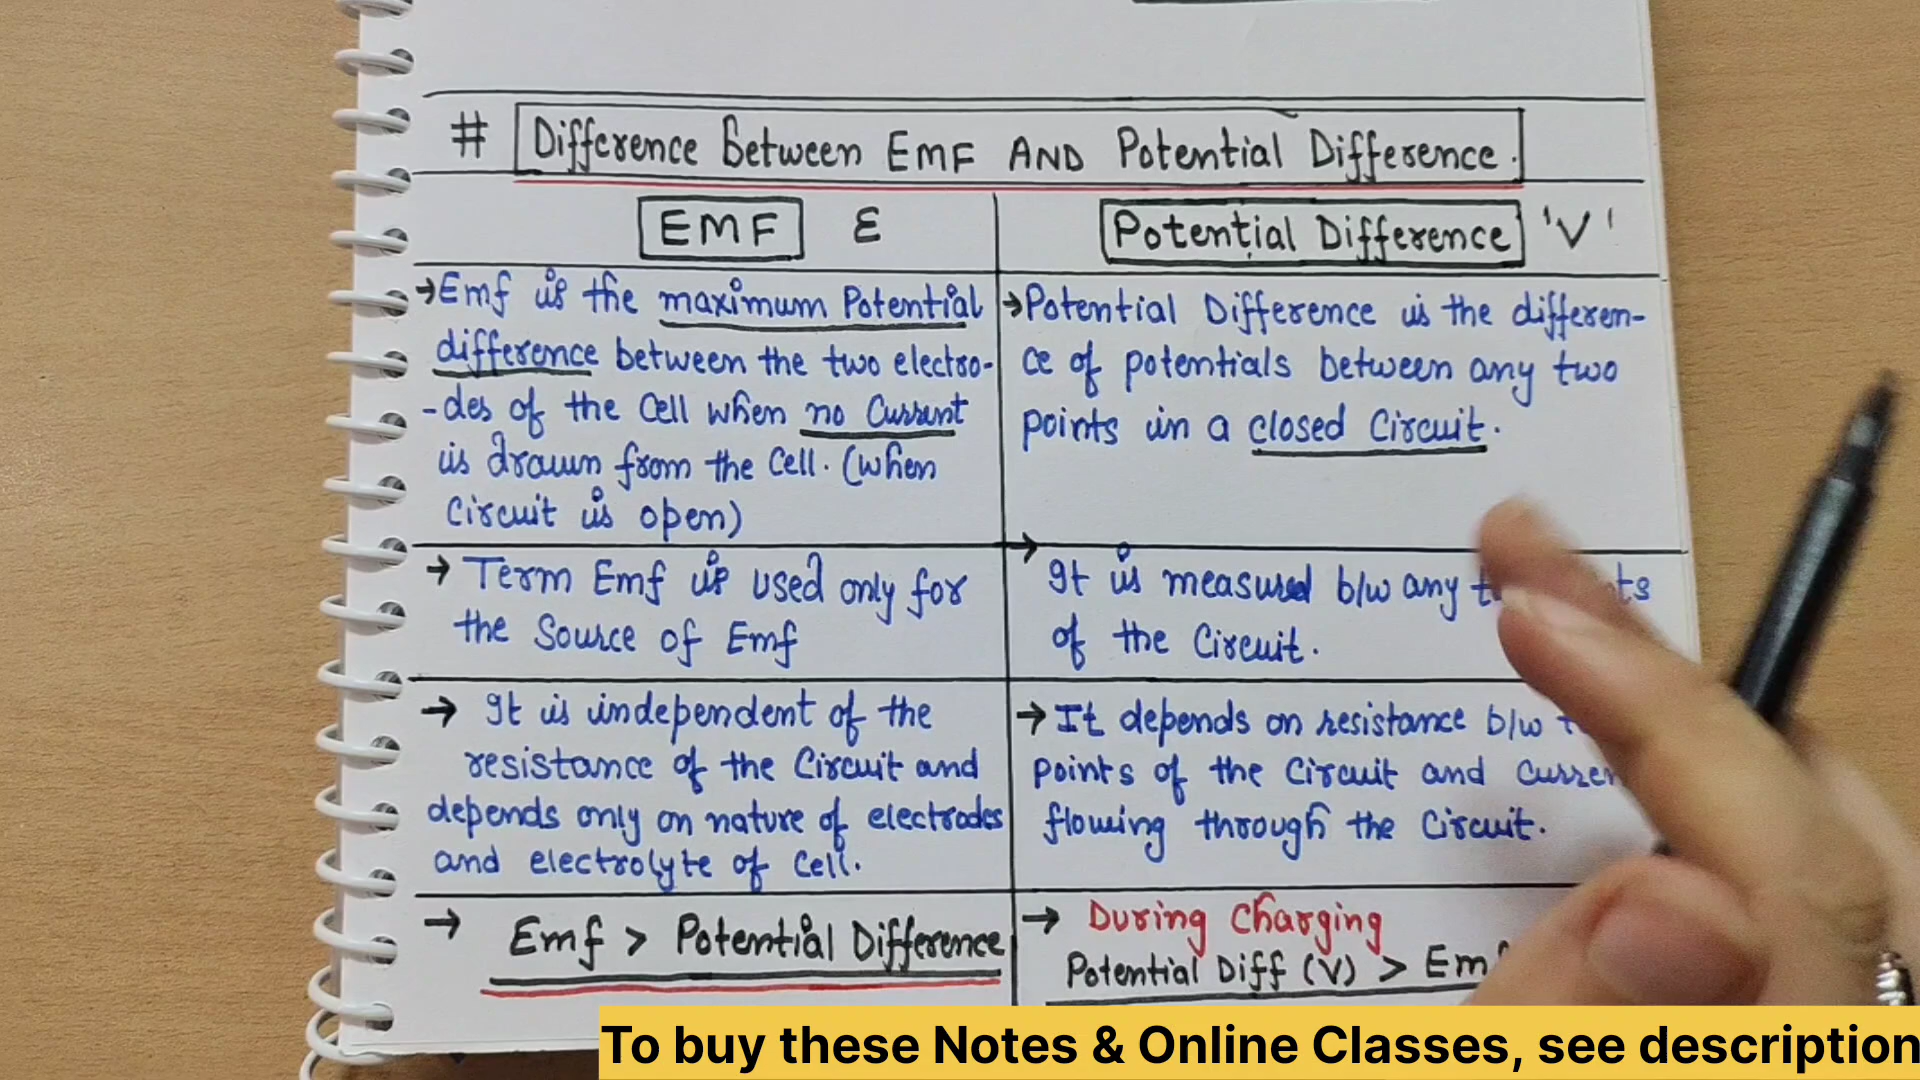 # Difference between EMF AND Potential Difference.
EMF ε
Potential Difference 'V'
→Emf is the maximum Potential
difference between the two electro-
-des of the Cell when no Current
is drawn from the Cell. (when
Circuit is open)
→Potential Difference is the differen-
ce of potentials between any two
points in a closed Circuit.
→ Term Emf is used only for
the Source of Emf
→ It is measured b/w any
of the Circuit.
→ It is independent of the
resistance of the Circuit and
depends only on nature of electrodes
and electrolyte of Cell.
→It depends on resistance b/w
points of the Circuit and
flowing through the Circuit.
→ Emf > Potential Difference
→ During Charging
Potential Diff (V) > Emf
To buy these Notes & Online Classes, see description